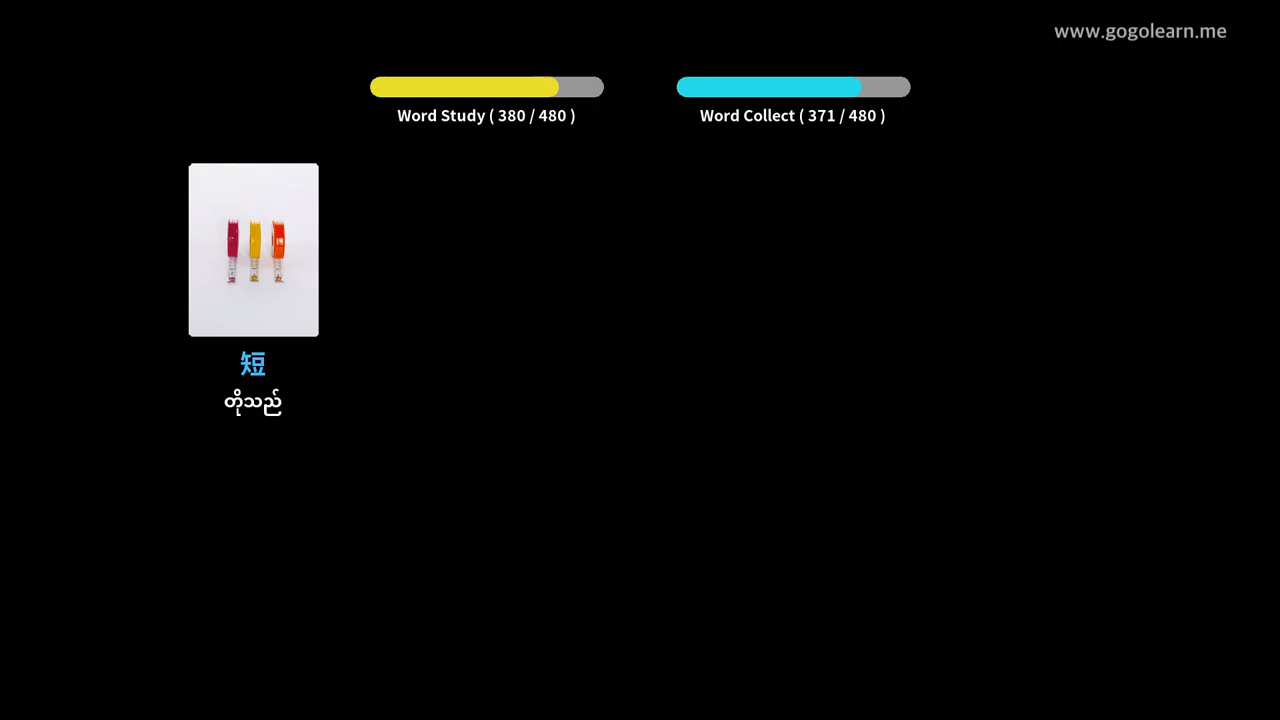 www.gogolearn.me
Word Study ( 380 / 480 )
Word Collect ( 371 / 480 )
短
တိုသည်